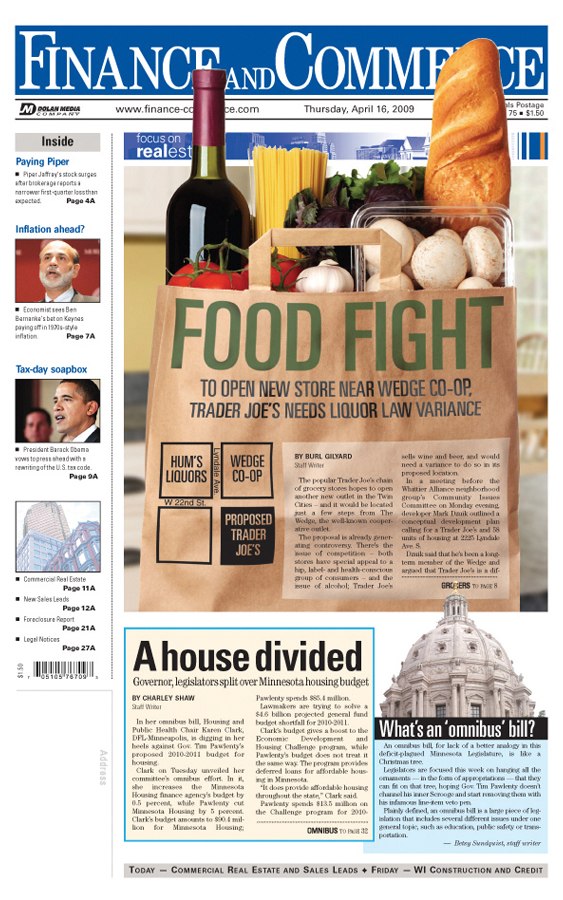 FINANCE AND COMMERCE
DOLAN MEDIA
COMPANY
www.finance-co
ce.com
Thursday, April 16, 2009
als Postage
75 ■ $1.50
Inside
Paying Piper
■ Piper Jaffray's stock surges
after brokerage reports a
narrower first-quarter loss than
expected. Page 4A
Inflation ahead?
■ Economist sees Ben
Bernanke's bet on Keynes
paying off in 1970s-style
inflation. Page 7A
Tax-day soapbox
■ President Barack Obama
vows to press ahead with a
rewriting of the U.S. tax code.
Page 9A
■ Commercial Real Estate
Page 11A
■ New Sales Leads
Page 12A
■ Foreclosure Report
Page 21A
■ Legal Notices
Page 27A
$1.50
7 05105 76709 3
Address
focus on
realest
FOOD FIGHT
TO OPEN NEW STORE NEAR WEDGE CO-OP,
TRADER JOE'S NEEDS LIQUOR LAW VARIANCE
HUM'S
LIQUORS
Lyndale Ave.
WEDGE
CO-OP
W 22nd St.
PROPOSED
TRADER
JOE'S
BY BURL GILYARD
Staff Writer
The popular Trader Joe's chain
of grocery stores hopes to open
another new outlet in the Twin
Cities – and it would be located
just a few steps from The
Wedge, the well-known cooper-
ative outlet.
The proposal is already gener-
ating controversy. There's the
issue of competition – both
stores have special appeal to a
hip, label- and health-conscious
group of consumers – and the
issue of alcohol; Trader Joe's
sells wine and beer, and would
need a variance to do so in its
proposed location.
In a meeting before the
Whittier Alliance neighborhood
group's Community Issues
Committee on Monday evening,
developer Mark Dziuk outlined a
conceptual development plan
calling for a Trader Joe's and 58
units of housing at 2225 Lyndale
Ave S.
Dziuk said that he's been a long-
term member of the Wedge and
argued that Trader Joe's is a dif-
GROCERS TO PAGE 8
A house divided
Governor, legislators split over Minnesota housing budget
BY CHARLEY SHAW
Staff Writer
In her omnibus bill, Housing and
Public Health Chair Karen Clark,
DFL-Minneapolis, is digging in her
heels against Gov. Tim Pawlenty's
proposed 2010-2011 budget for
housing.
Clark on Tuesday unveiled her
committee's omnibus effort. In it,
she increases the Minnesota
Housing finance agency's budget by
0.5 percent, while Pawlenty cut
Minnesota Housing by 5 percent.
Clark's budget amounts to $90.4 mil-
lion for Minnesota Housing;
Pawlenty spends $85.4 million.
Lawmakers are trying to solve a
$4.6 billion projected general fund
budget shortfall for 2010-2011.
Clark's budget gives a boost to the
Economic Development and
Housing Challenge program, while
Pawlenty's budget does not treat it
the same way. The program provides
deferred loans for affordable hous-
ing in Minnesota.
"It does provide affordable housing
throughout the state," Clark said.
Pawlenty spends $13.5 million on
the Challenge program for 2010-
OMNIBUS TO PAGE 32
What's an 'omnibus' bill?
An omnibus bill, for lack of a better analogy in this
deficit-plagued Minnesota Legislature, is like a
Christmas tree.
Legislators are focused this week on hanging all the
ornaments — in the form of appropriations — that they
can fit on that tree, hoping Gov. Tim Pawlenty doesn't
channel his inner Scrooge and start removing them with
his infamous line-item veto pen.
Plainly defined, an omnibus bill is a large piece of leg-
islation that includes several different issues under one
general topic, such as education, public safety or trans-
portation.
— Betsy Sundquist, staff writer
TODAY — COMMERCIAL REAL ESTATE AND SALES LEADS ✦ FRIDAY — WI CONSTRUCTION AND CREDIT